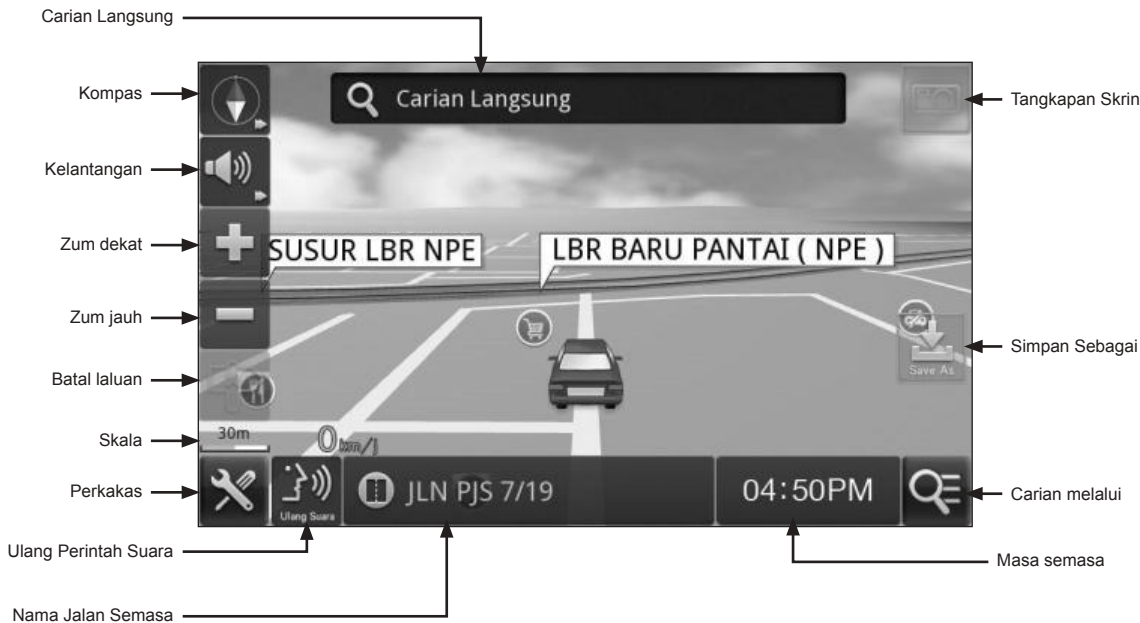 Carian Langsung
Kompas
Carian Langsung
Tangkapan Skrin
Kelantangan
Zum dekat
SUSUR LBR NPE
LBR BARU PANTAI ( NPE )
Zum jauh
Simpan Sebagai
Save As
Batal laluan
Skala
30m
0 km/j
Perkakas
Ulang Suara
JLN PJS 7/19
04:50PM
Carian melalui
Ulang Perintah Suara
Masa semasa
Nama Jalan Semasa